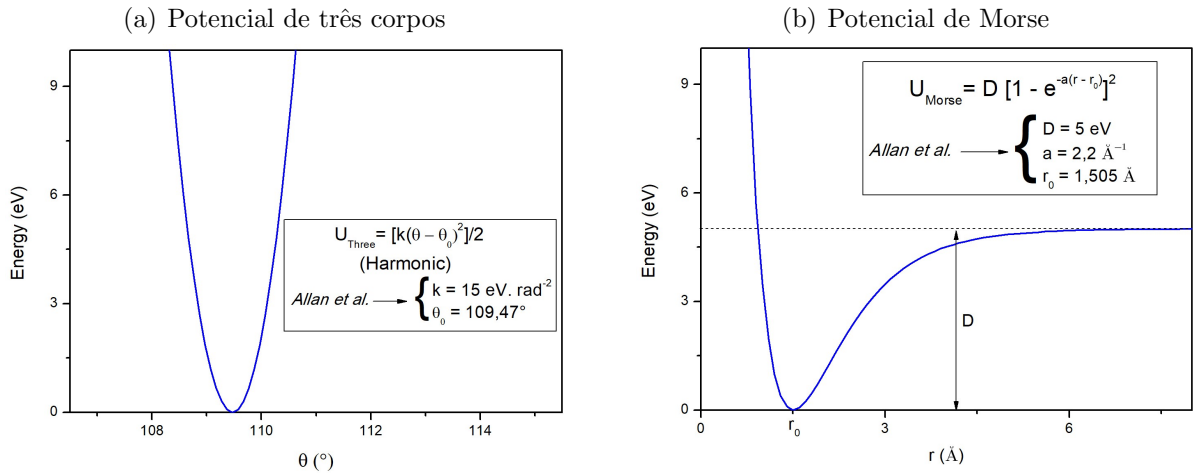 (a) Potencial de três corpos
9
6
3
0
Energy (eV)
108
110
112
114
θ (°)
U_Three = [k(θ – θ_0)^2]/2
(Harmonic)
Allan et al.
k = 15 eV. rad^-2
θ_0 = 109,47°
(b) Potencial de Morse
9
6
3
0
Energy (eV)
0
r_0
3
6
r (Å)
U_Morse = D [1 - e^-a(r - r_0)]^2
Allan et al.
D = 5 eV
a = 2,2 Å^-1
r_0 = 1,505 Å
D